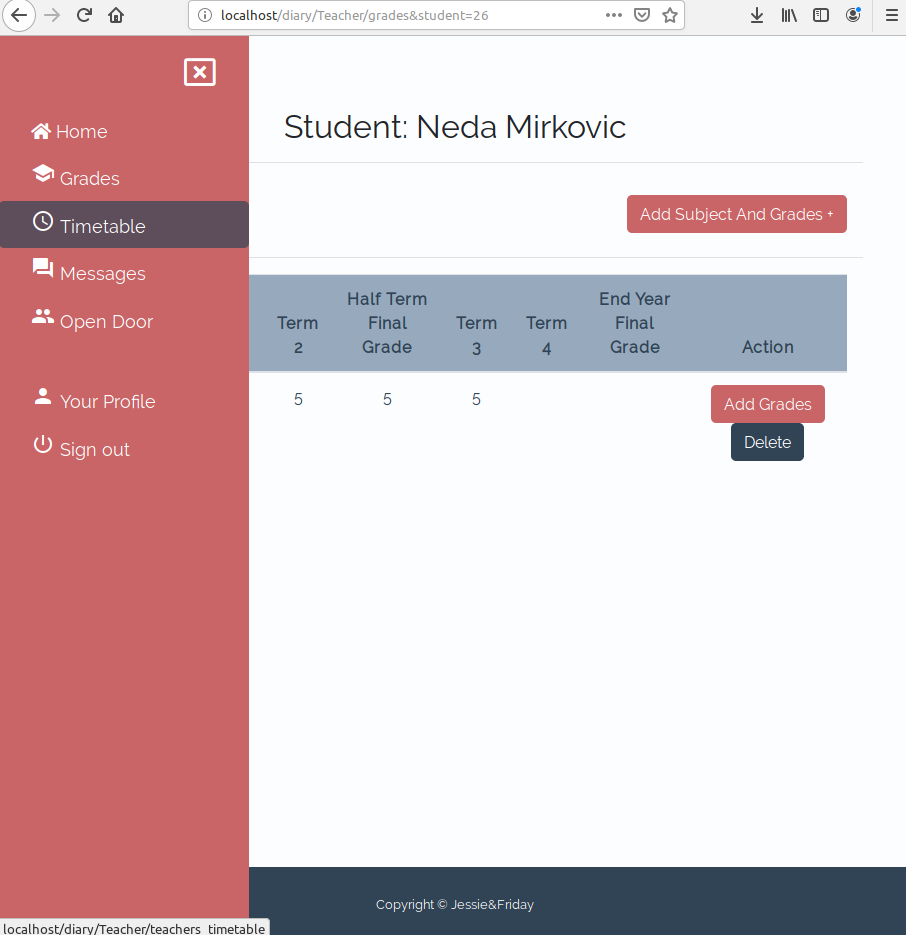 localhost/diary/Teacher/grades&student=26
Home
Grades
Timetable
Messages
Open Door
Your Profile
Sign out
Student: Neda Mirkovic
Add Subject And Grades +
Term 2
Half Term Final Grade
Term 3
Term 4
End Year Final Grade
Action
5
5
5
Add Grades
Delete
Copyright © Jessie&Friday
localhost/diary/Teacher/teachers_timetable